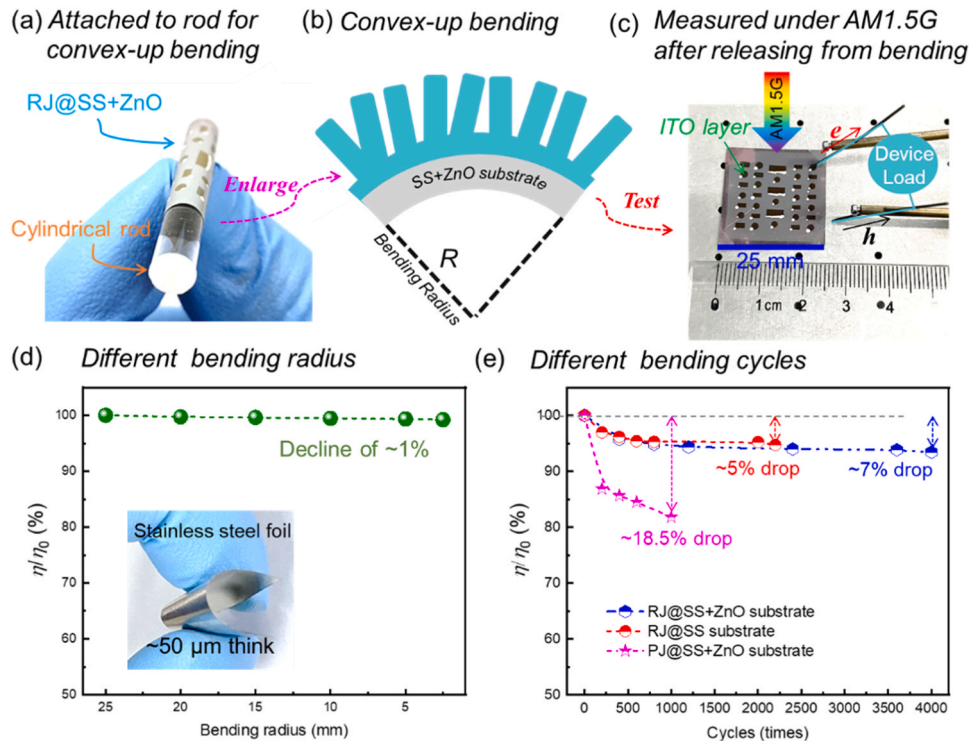 (a) Attached to rod for
convex-up bending
RJ@SS+ZnO
Enlarge
Cylindrical rod
(b) Convex-up bending
SS+ZnO substrate
R
Bending Radius
Test
(c) Measured under AM1.5G
after releasing from bending
AM1.5G
ITO layer
e
Device
Load
h
25 mm
0 1cm 2 3 4
(d) Different bending radius
100
90
80
70
60
50
η/η0 (%)
Decline of ~1%
Stainless steel foil
~50 μm think
25 20 15 10 5
Bending radius (mm)
(e) Different bending cycles
100
90
80
70
60
50
η/η0 (%)
~5% drop
~7% drop
~18.5% drop
RJ@SS+ZnO substrate
RJ@SS substrate
PJ@SS+ZnO substrate
0 500 1000 1500 2000 2500 3000 3500 4000
Cycles (times)